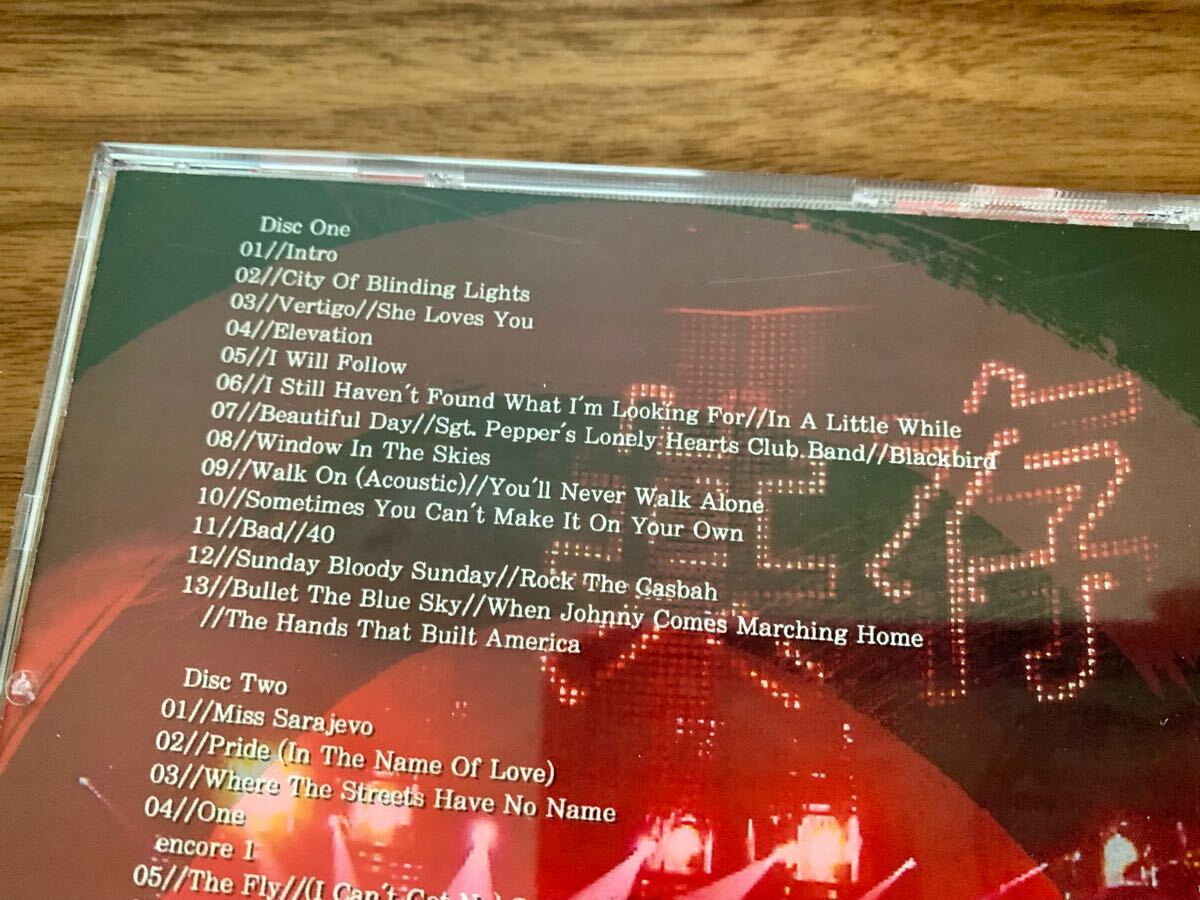 Disc One
01//Intro
02//City Of Blinding Lights
03//Vertigo//She Loves You
04//Elevation
05//I Will Follow
06//I Still Haven´t Found What I´m Looking For//In A Little While
07//Beautiful Day//Sgt. Pepper´s Lonely Hearts Club Band//Blackbird
08//Window In The Skies
09//Walk On (Acoustic)//You´ll Never Walk Alone
10//Sometimes You Can´t Make It On Your Own
11//Bad//40
12//Sunday Bloody Sunday//Rock The Casbah
13//Bullet The Blue Sky//When Johnny Comes Marching Home
//The Hands That Built America
Disc Two
01//Miss Sarajevo
02//Pride (In The Name Of Love)
03//Where The Streets Have No Name
04//One
encore 1
05//The Fly//(I Can´t Get